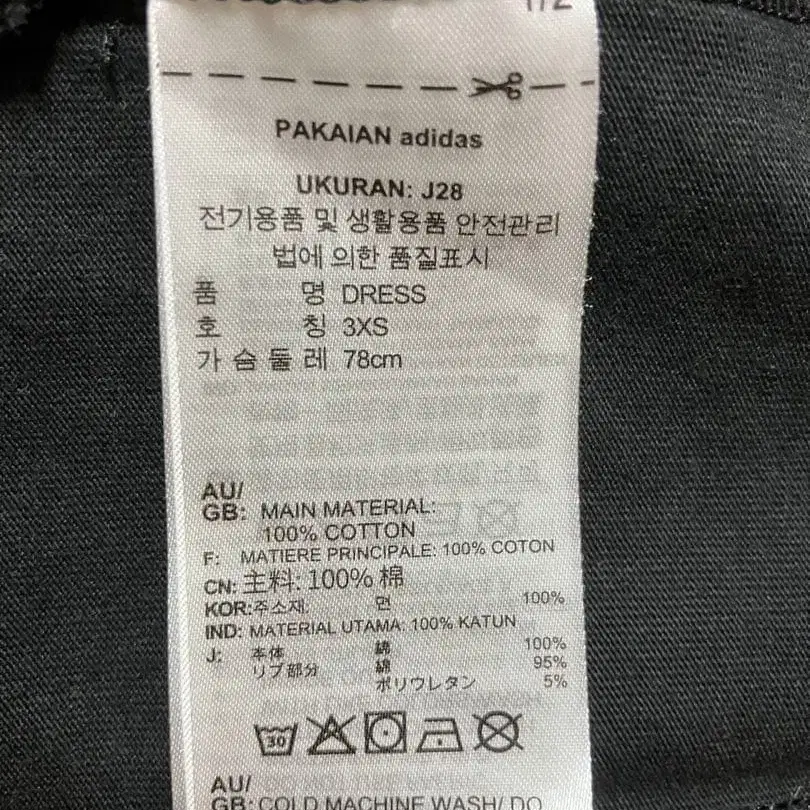 1/2
PAKAIAN adidas
UKURAN: J28
전기용품 및 생활용품 안전관리
법에 의한 품질표시
품 명 DRESS
호 칭 3XS
가 슴 둘 레 78cm
AU/
GB: MAIN MATERIAL:
100% COTTON
F: MATIERE PRINCIPALE: 100% COTON
CN: 主料: 100% 棉
KOR: 주소재: 면 100%
IND: MATERIAL UTAMA: 100% KATUN
J: 本体 綿 100%
リブ部分 綿 95%
ポリウレタン 5%
30
AU/
GB: COLD MACHINE WASH/ DO